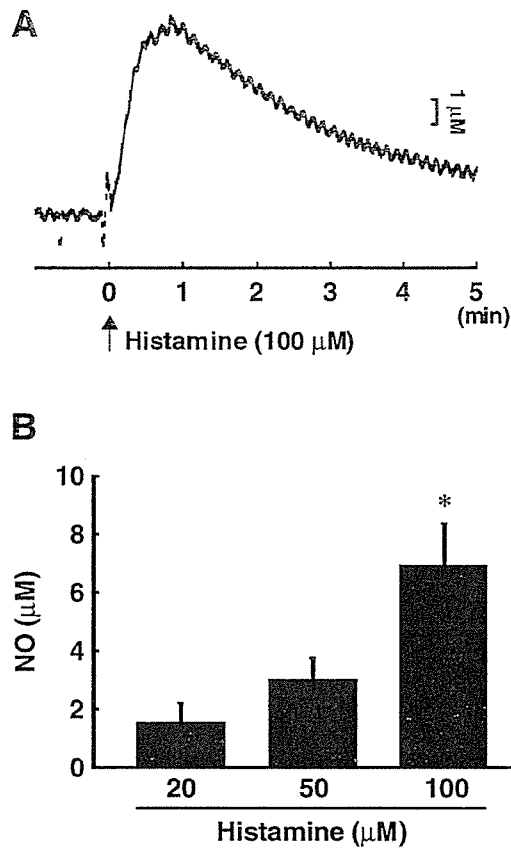 A
1 μM
0 1 2 3 4 5
(min)
Histamine (100 μM)
B
10
8
6
4
2
0
NO (μM)
*
20 50 100
Histamine (μM)